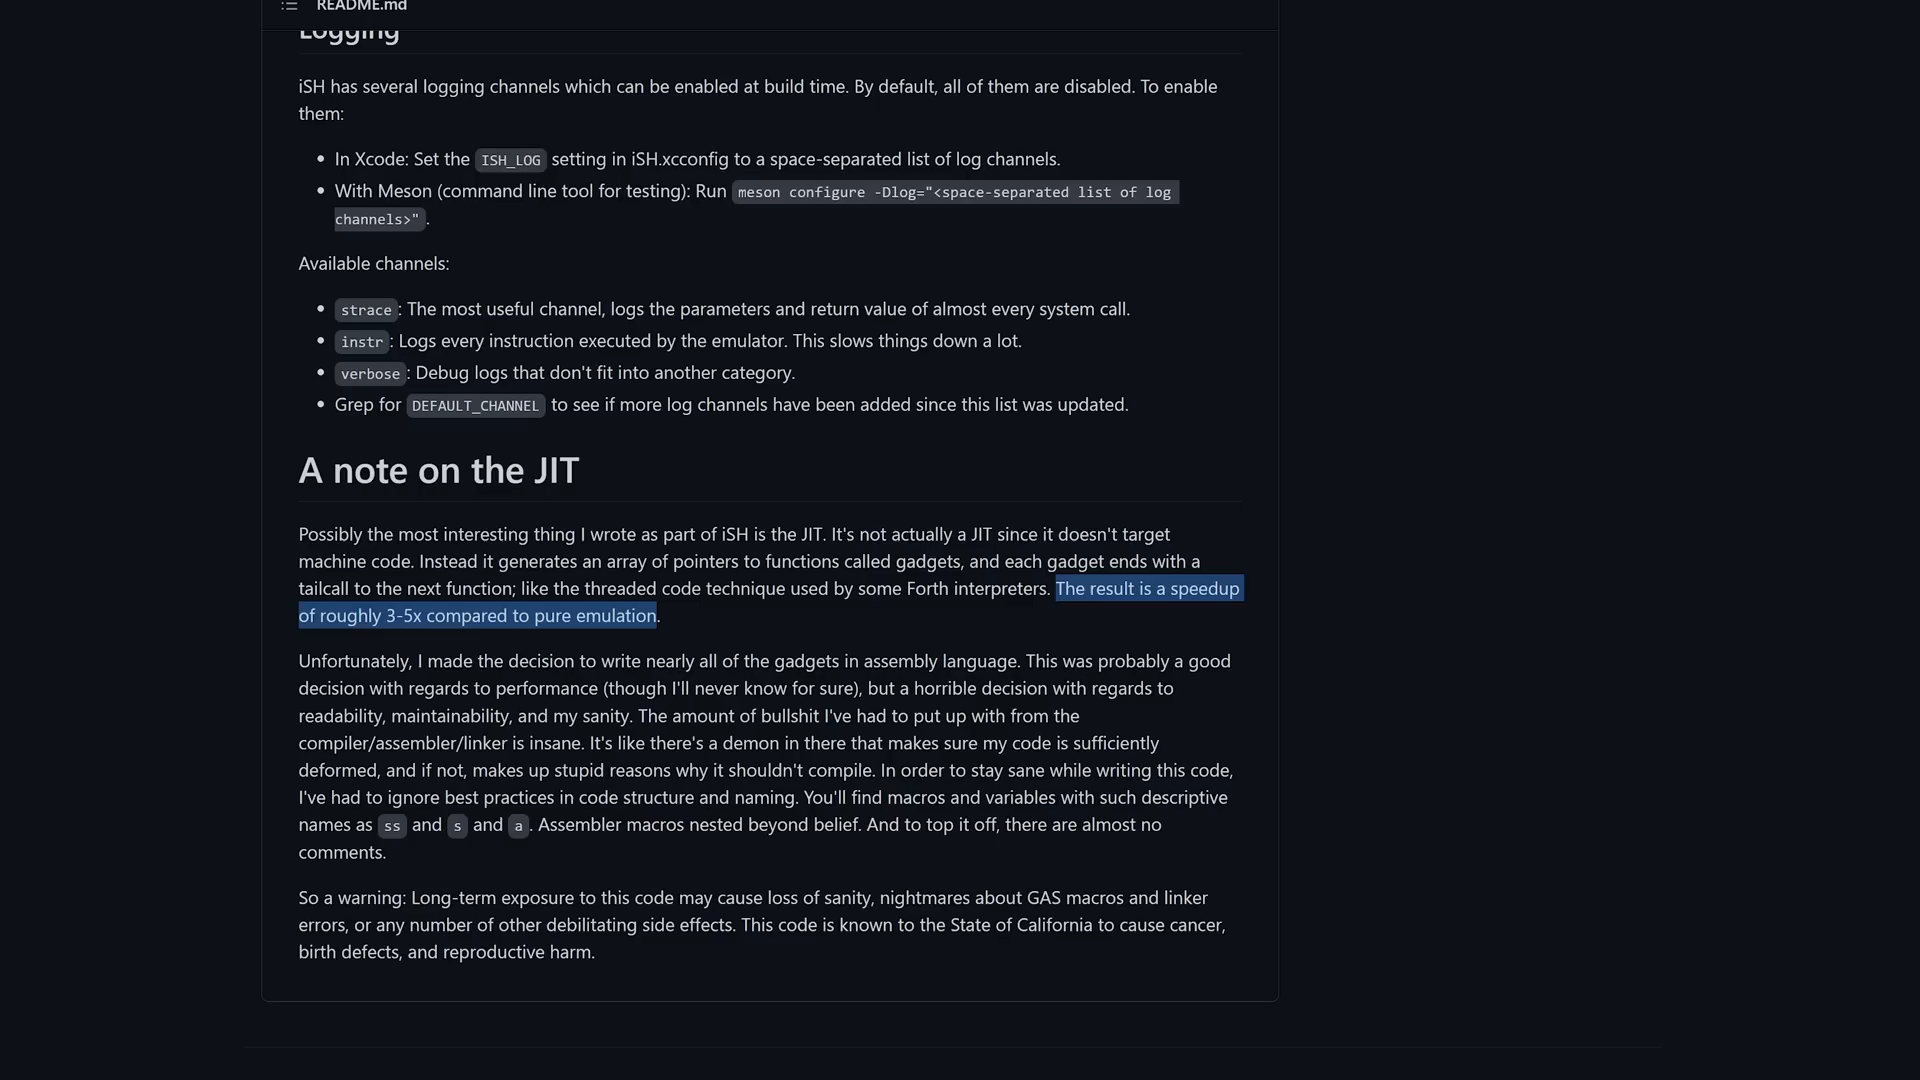 README.md
Logging
iSH has several logging channels which can be enabled at build time. By default, all of them are disabled. To enable
them:
• In Xcode: Set the ISH_LOG setting in iSH.xcconfig to a space-separated list of log channels.
• With Meson (command line tool for testing): Run meson configure -Dlog="<space-separated list of log
channels>" .
Available channels:
• strace: The most useful channel, logs the parameters and return value of almost every system call.
• instr: Logs every instruction executed by the emulator. This slows things down a lot.
• verbose: Debug logs that don't fit into another category.
• Grep for DEFAULT_CHANNEL to see if more log channels have been added since this list was updated.
A note on the JIT
Possibly the most interesting thing I wrote as part of iSH is the JIT. It's not actually a JIT since it doesn't target
machine code. Instead it generates an array of pointers to functions called gadgets, and each gadget ends with a
tailcall to the next function; like the threaded code technique used by some Forth interpreters. The result is a speedup
of roughly 3-5x compared to pure emulation.
Unfortunately, I made the decision to write nearly all of the gadgets in assembly language. This was probably a good
decision with regards to performance (though I'll never know for sure), but a horrible decision with regards to
readability, maintainability, and my sanity. The amount of bullshit I've had to put up with from the
compiler/assembler/linker is insane. It's like there's a demon in there that makes sure my code is sufficiently
deformed, and if not, makes up stupid reasons why it shouldn't compile. In order to stay sane while writing this code,
I've had to ignore best practices in code structure and naming. You'll find macros and variables with such descriptive
names as ss and s and a. Assembler macros nested beyond belief. And to top it off, there are almost no
comments.
So a warning: Long-term exposure to this code may cause loss of sanity, nightmares about GAS macros and linker
errors, or any number of other debilitating side effects. This code is known to the State of California to cause cancer,
birth defects, and reproductive harm.